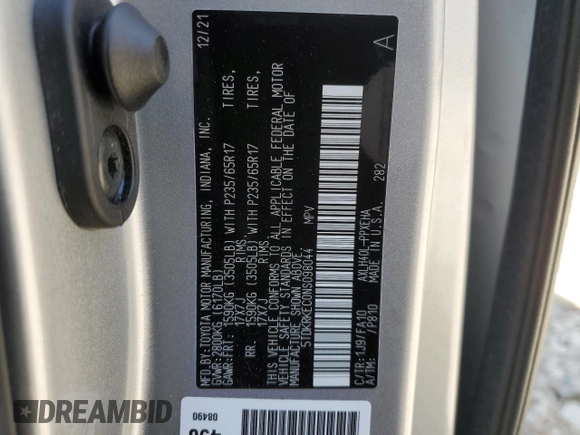 MFD.BY:TOYOTA MOTOR MANUFACTURING, INDIANA, INC. 12/21
GVWR:2800KG (6170LB)
GAWR:FRT: 1590KG (3505LB) WITH P235/65R17 TIRES,
17X7J RIMS
RR. 1590KG (3505LB) WITH P235/65R17 TIRES,
17X7J RIMS
THIS VEHICLE CONFORMS TO ALL APPLICABLE FEDERAL MOTOR
VEHICLE SAFETY STANDARDS IN EFFECT ON THE DATE OF
MANUFACTURE SHOWN ABOVE.
5TDKRKEC0NS098044 MPV
A
C/TR:1J9/FA10 AXLH40L-PPXEHA 282
A/TM: /P810 MADE IN U.S.A.
08490
DREAMBID